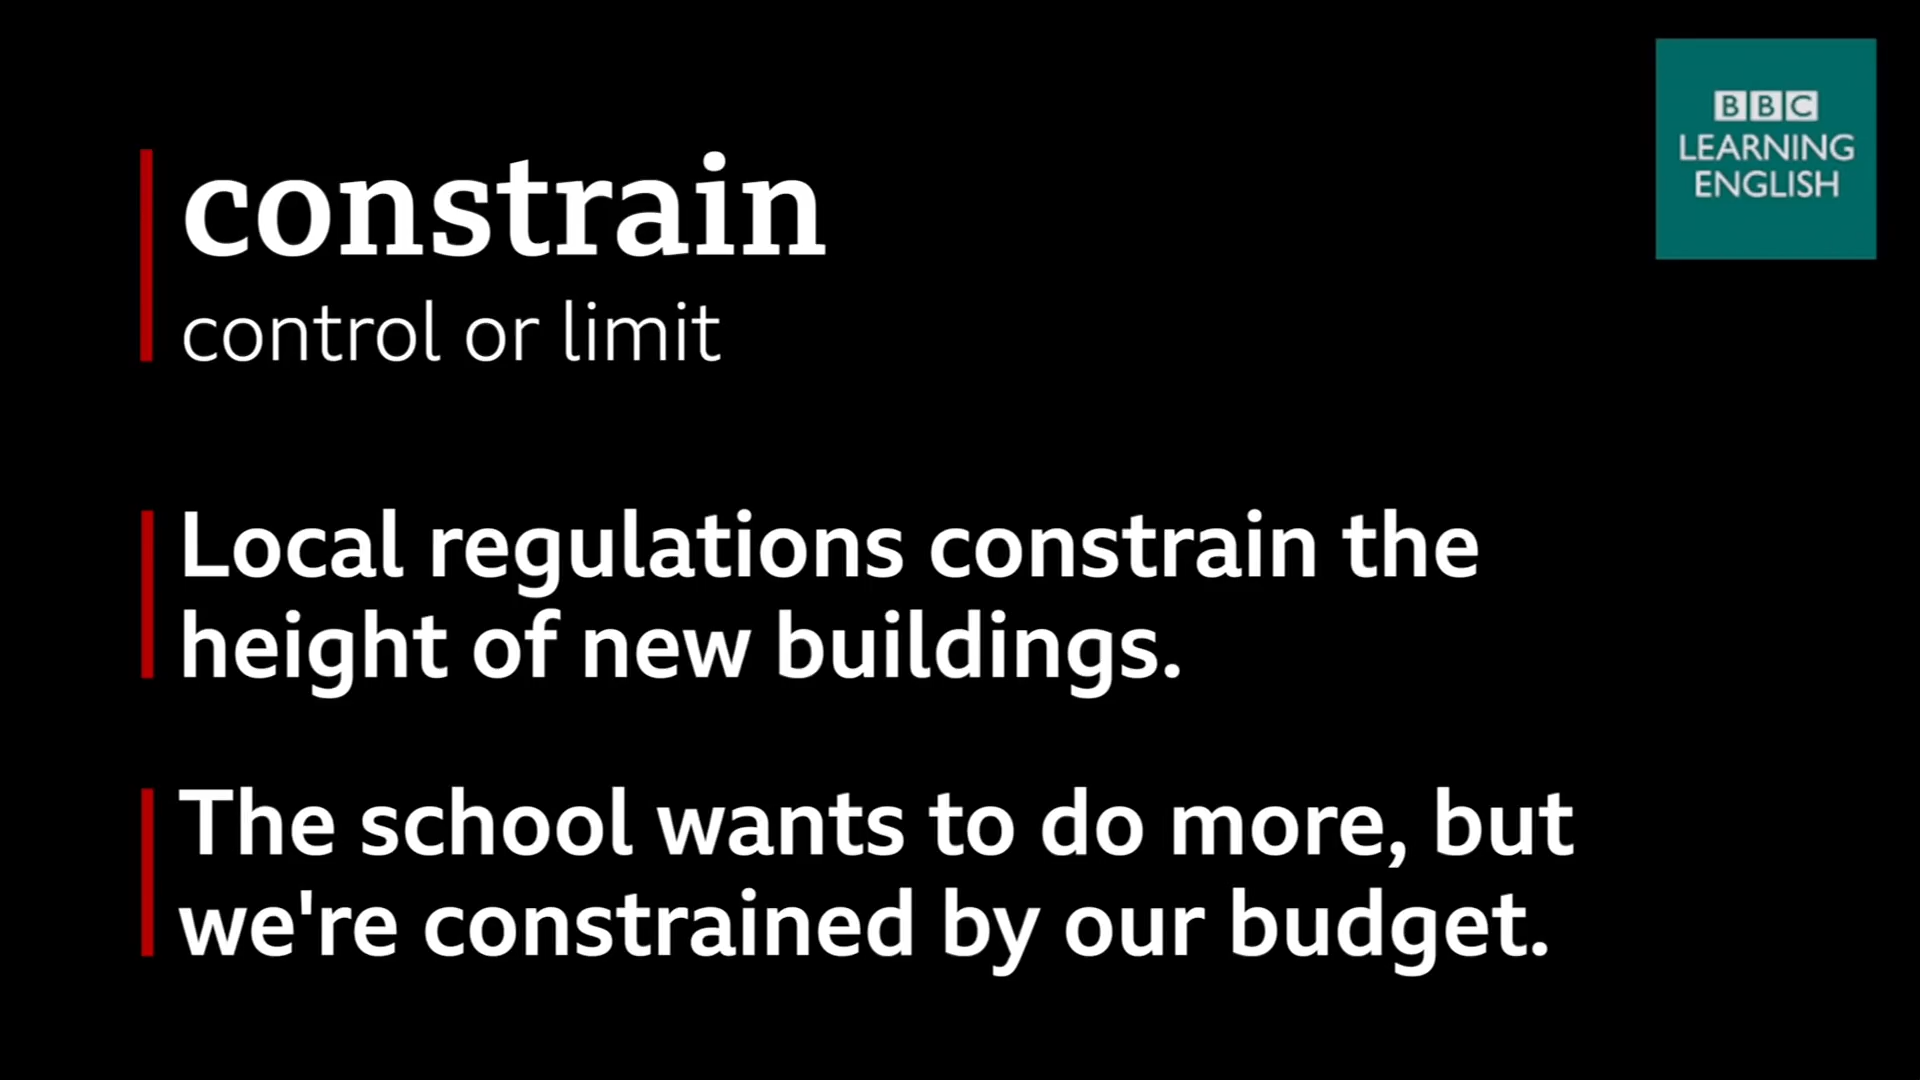 BBC
LEARNING
ENGLISH
constrain
control or limit
Local regulations constrain the
height of new buildings.
The school wants to do more, but
we're constrained by our budget.